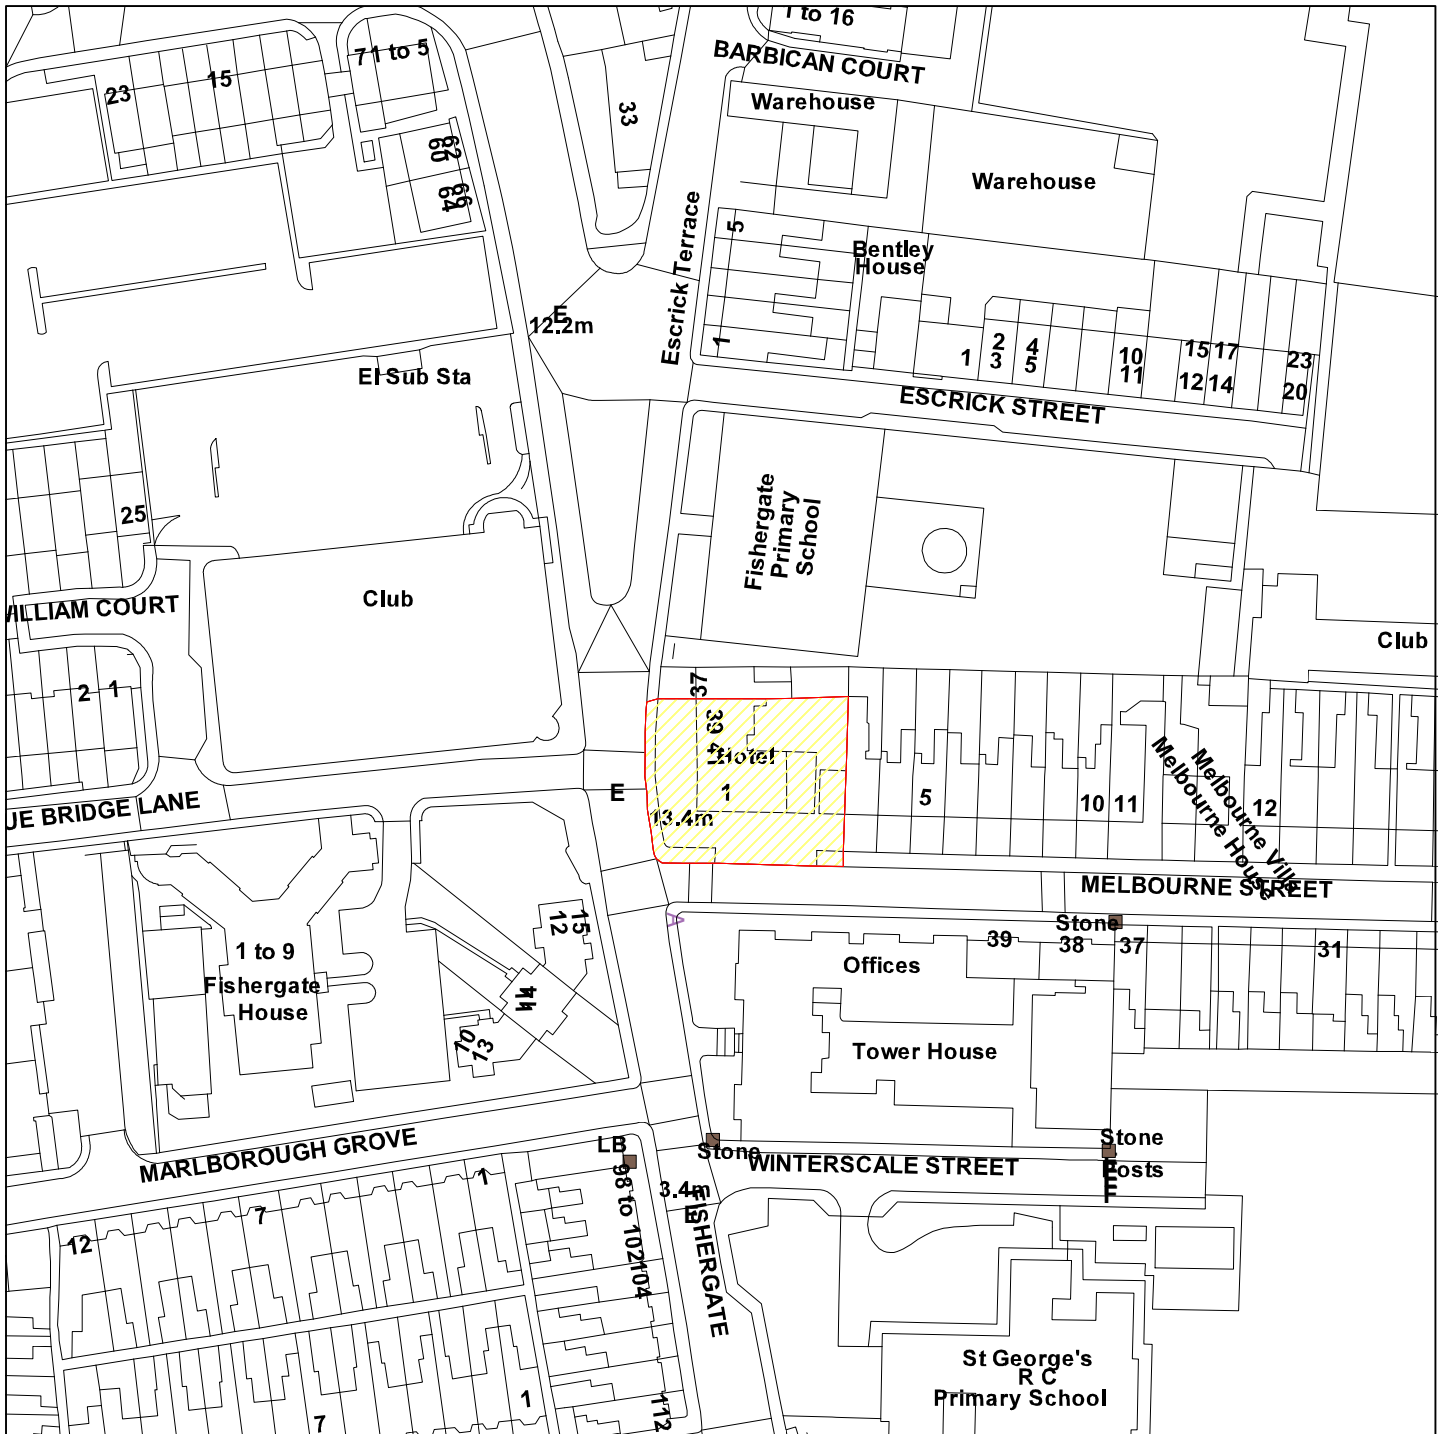 1 to 16
71 to 5
BARBICAN COURT
15
23
Warehouse
33
62
60
Warehouse
66
64
5
Escrick Terrace
Bentley
House
E
12.2m
1
2
3
4
5
1
10
11
15
17
12
14
23
20
El Sub Sta
ESCRICK STREET
25
Fishergate
Primary
School
Club
WILLIAM COURT
Club
2
1
37
39
Hotel
1
13.4m
E
5
10
11
Melbourne Villa
Melbourne House
12
UE BRIDGE LANE
MELBOURNE STREET
A
Stone
15
12
39
38
37
31
1 to 9
Offices
Fishergate
House
14
11
10
13
Tower House
MARLBOROUGH GROVE
LB
Stone
Stone
Posts
WINTERSCALE STREET
1
98 to 102
3.4m
E
7
12
104
FISHERGATE
St George's
R C
Primary School
1
7
112